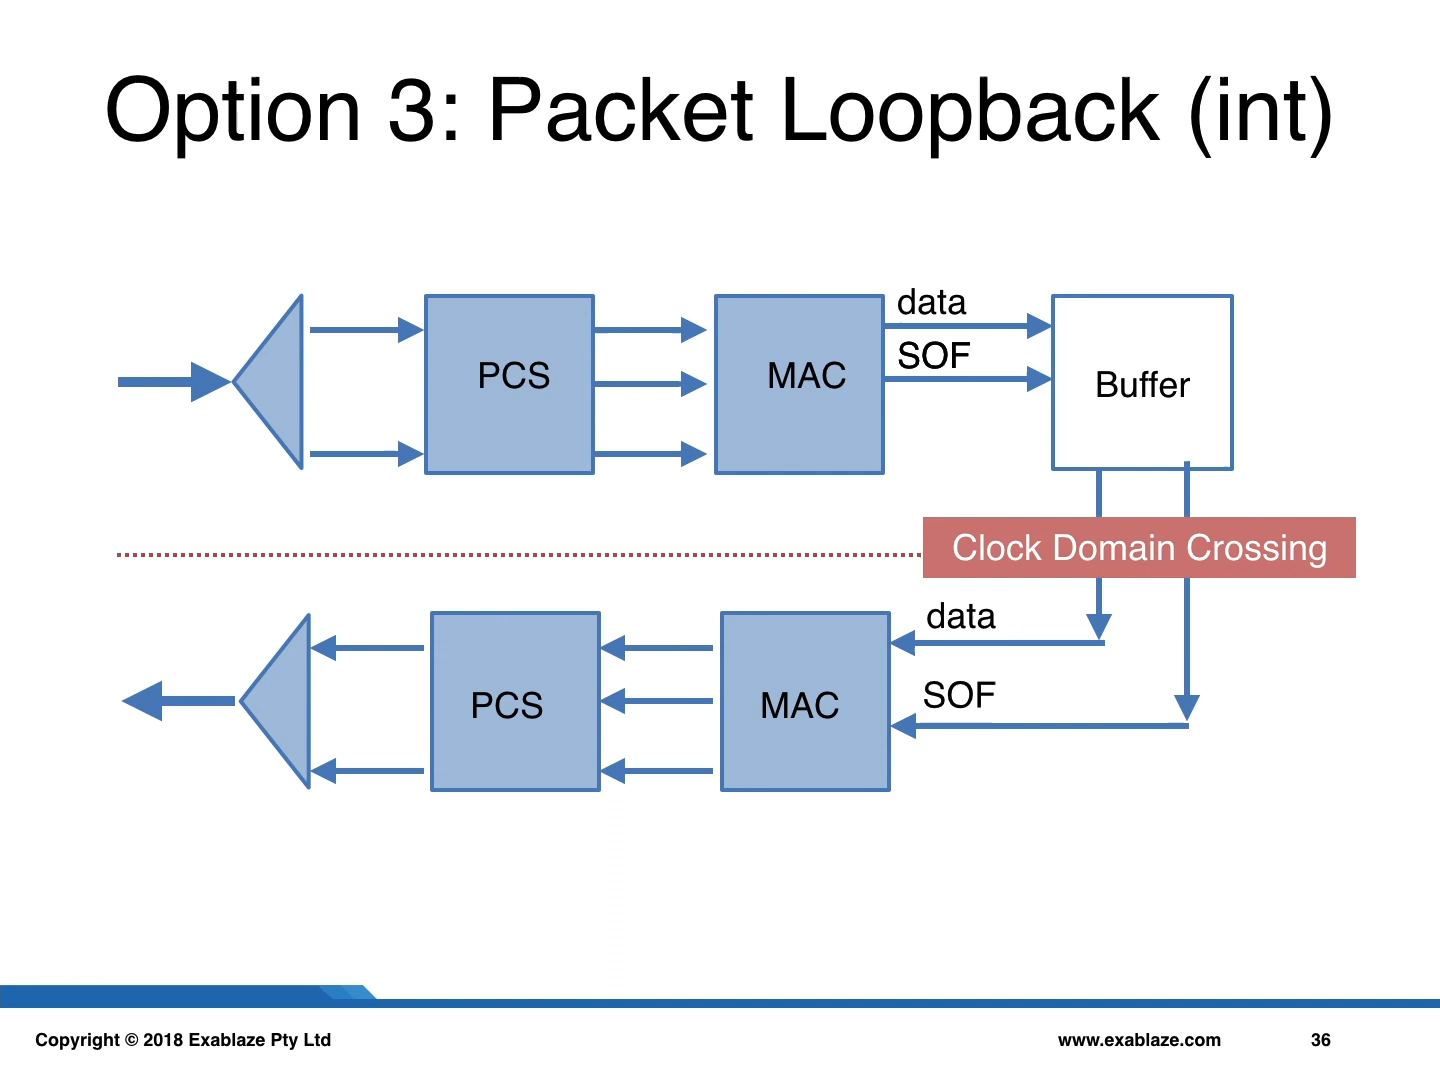 Option 3: Packet Loopback (int)
data
SOF
PCS
MAC
Buffer
Clock Domain Crossing
data
SOF
PCS
MAC
Copyright © 2018 Exablaze Pty Ltd
www.exablaze.com
36